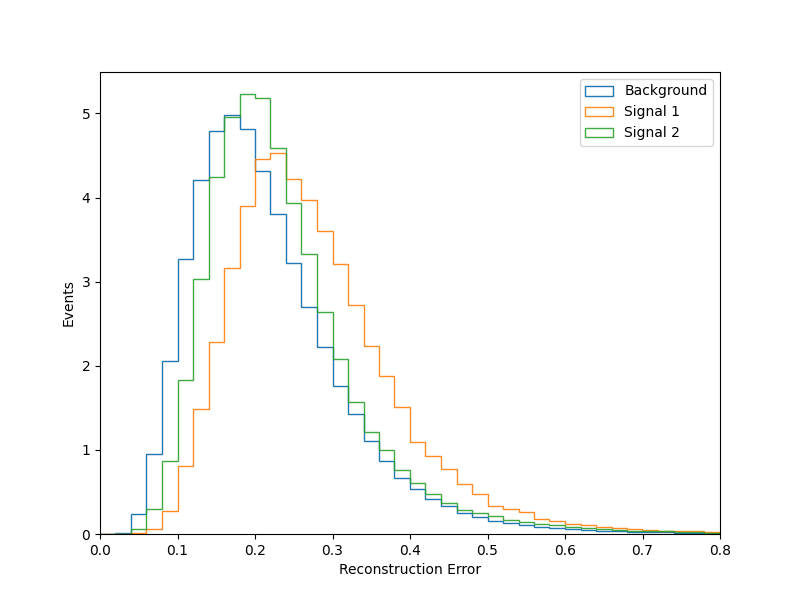 Background
Signal 1
Signal 2
Events
5
4
3
2
1
0
0.0 0.1 0.2 0.3 0.4 0.5 0.6 0.7 0.8
Reconstruction Error